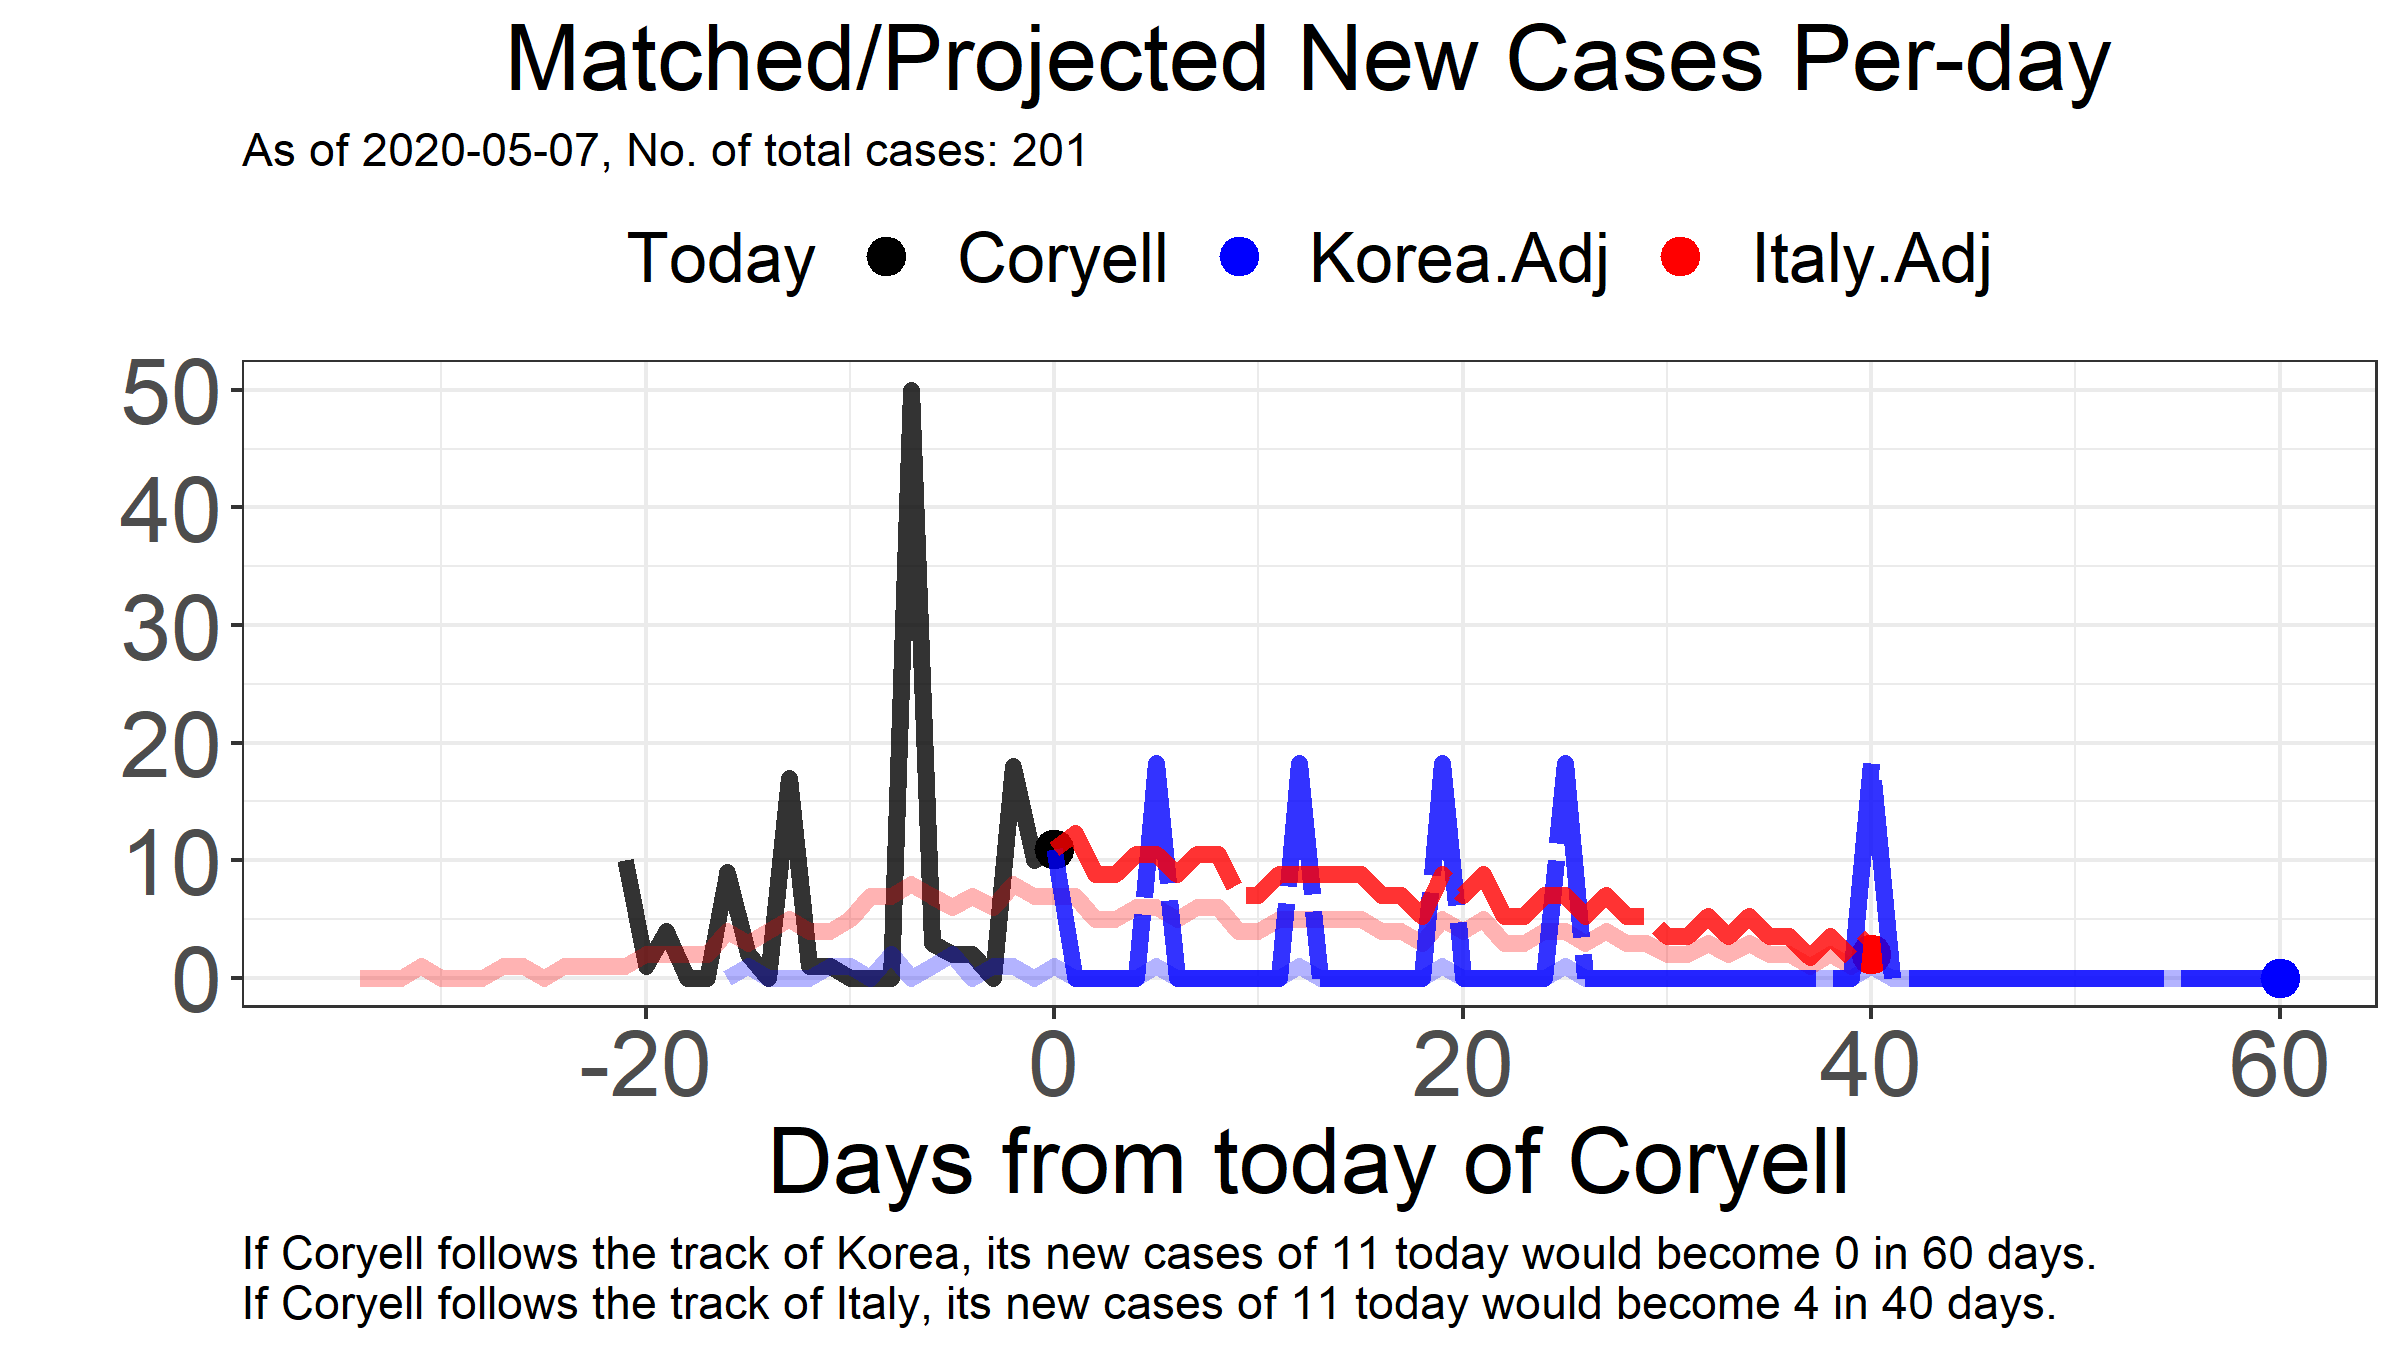 Matched/Projected New Cases Per-day
As of 2020-05-07, No. of total cases: 201
Today Coryell Korea.Adj Italy.Adj
50
40
30
20
10
0
-20 0 20 40 60
Days from today of Coryell
If Coryell follows the track of Korea, its new cases of 11 today would become 0 in 60 days.
If Coryell follows the track of Italy, its new cases of 11 today would become 4 in 40 days.